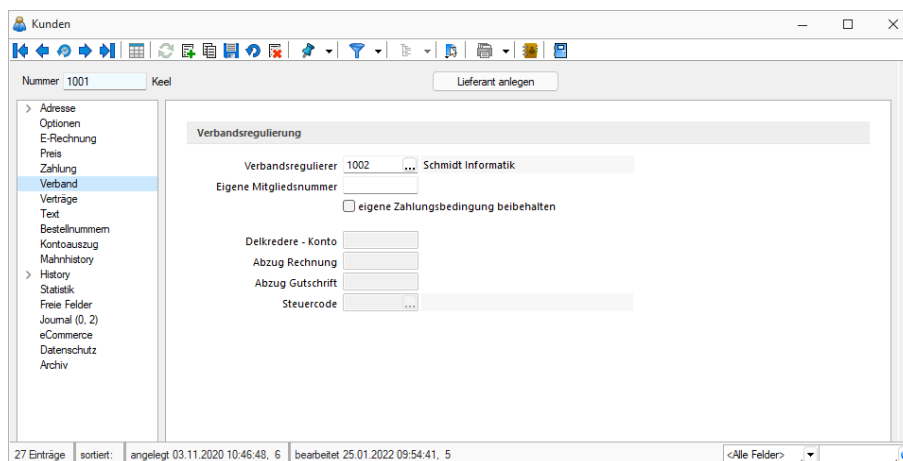 Kunden
Nummer 1001 Keel Lieferant anlegen
Adresse
Optionen
E-Rechnung
Preis
Zahlung
Verband
Verträge
Text
Bestellnummern
Kontoauszug
Mahnhistory
History
Statistik
Freie Felder
Journal (0, 2)
eCommerce
Datenschutz
Archiv
Verbandsregulierung
Verbandsregulierer 1002 ... Schmidt Informatik
Eigene Mitgliedsnummer
eigene Zahlungsbedingung beibehalten
Delkredere - Konto
Abzug Rechnung
Abzug Gutschrift
Steuercode ...
27 Einträge sortiert: angelegt 03.11.2020 10:46:48, 6 bearbeitet 25.01.2022 09:54:41, 5 <Alle Felder>